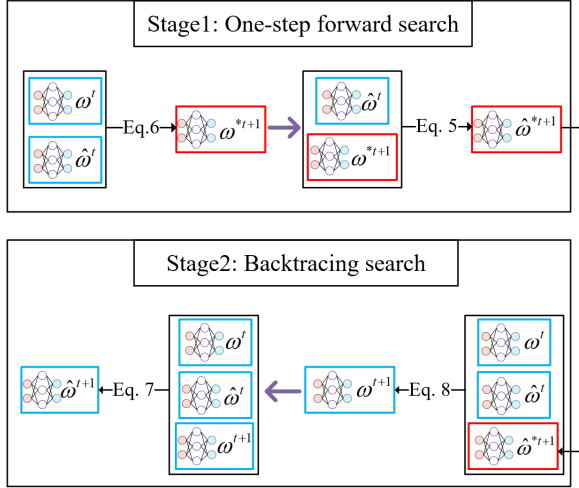 Stage1: One-step forward search
ω^t
ω̂^t
Eq.6
ω^{*t+1}
ω̂^t
ω^{*t+1}
Eq. 5
ω̂^{*t+1}
Stage2: Backtracing search
ω̂^{t+1}
Eq. 7
ω^t
ω̂^t
ω^{t+1}
ω^{t+1}
Eq. 8
ω^t
ω̂^t
ω̂^{*t+1}